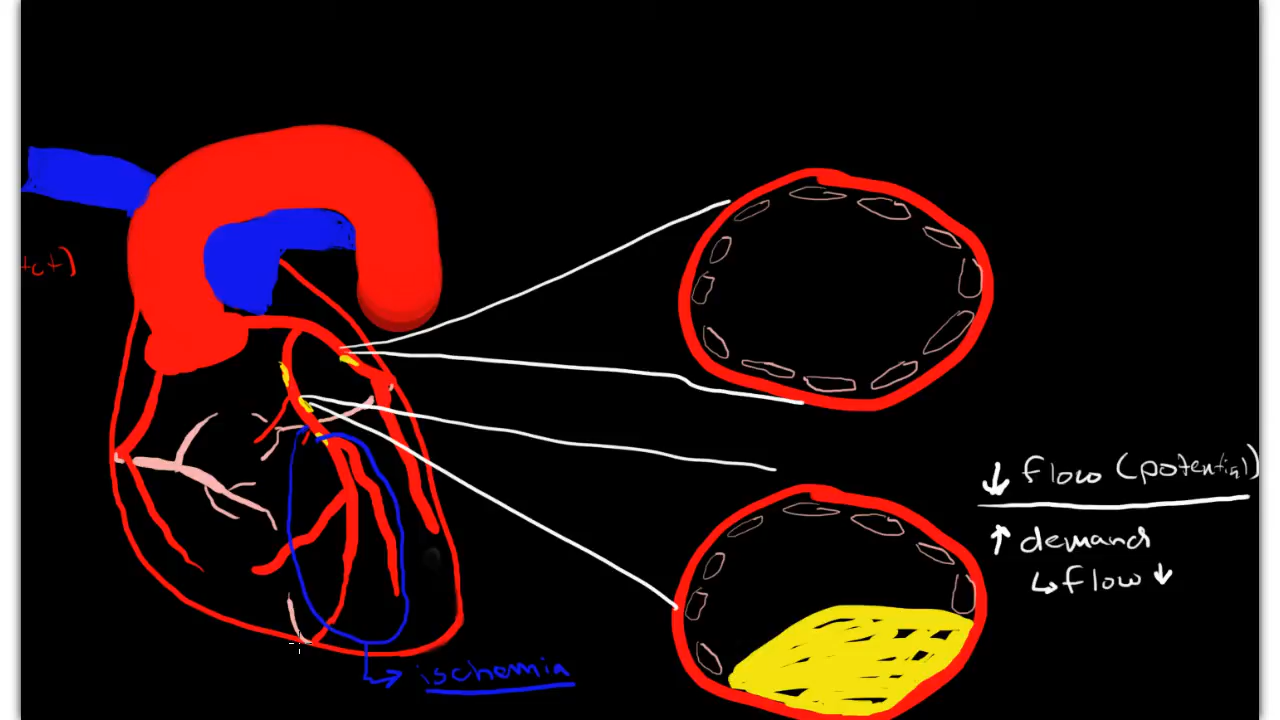 ↓ flow (potential)
↑ demand
↳ flow ↓
ischemia